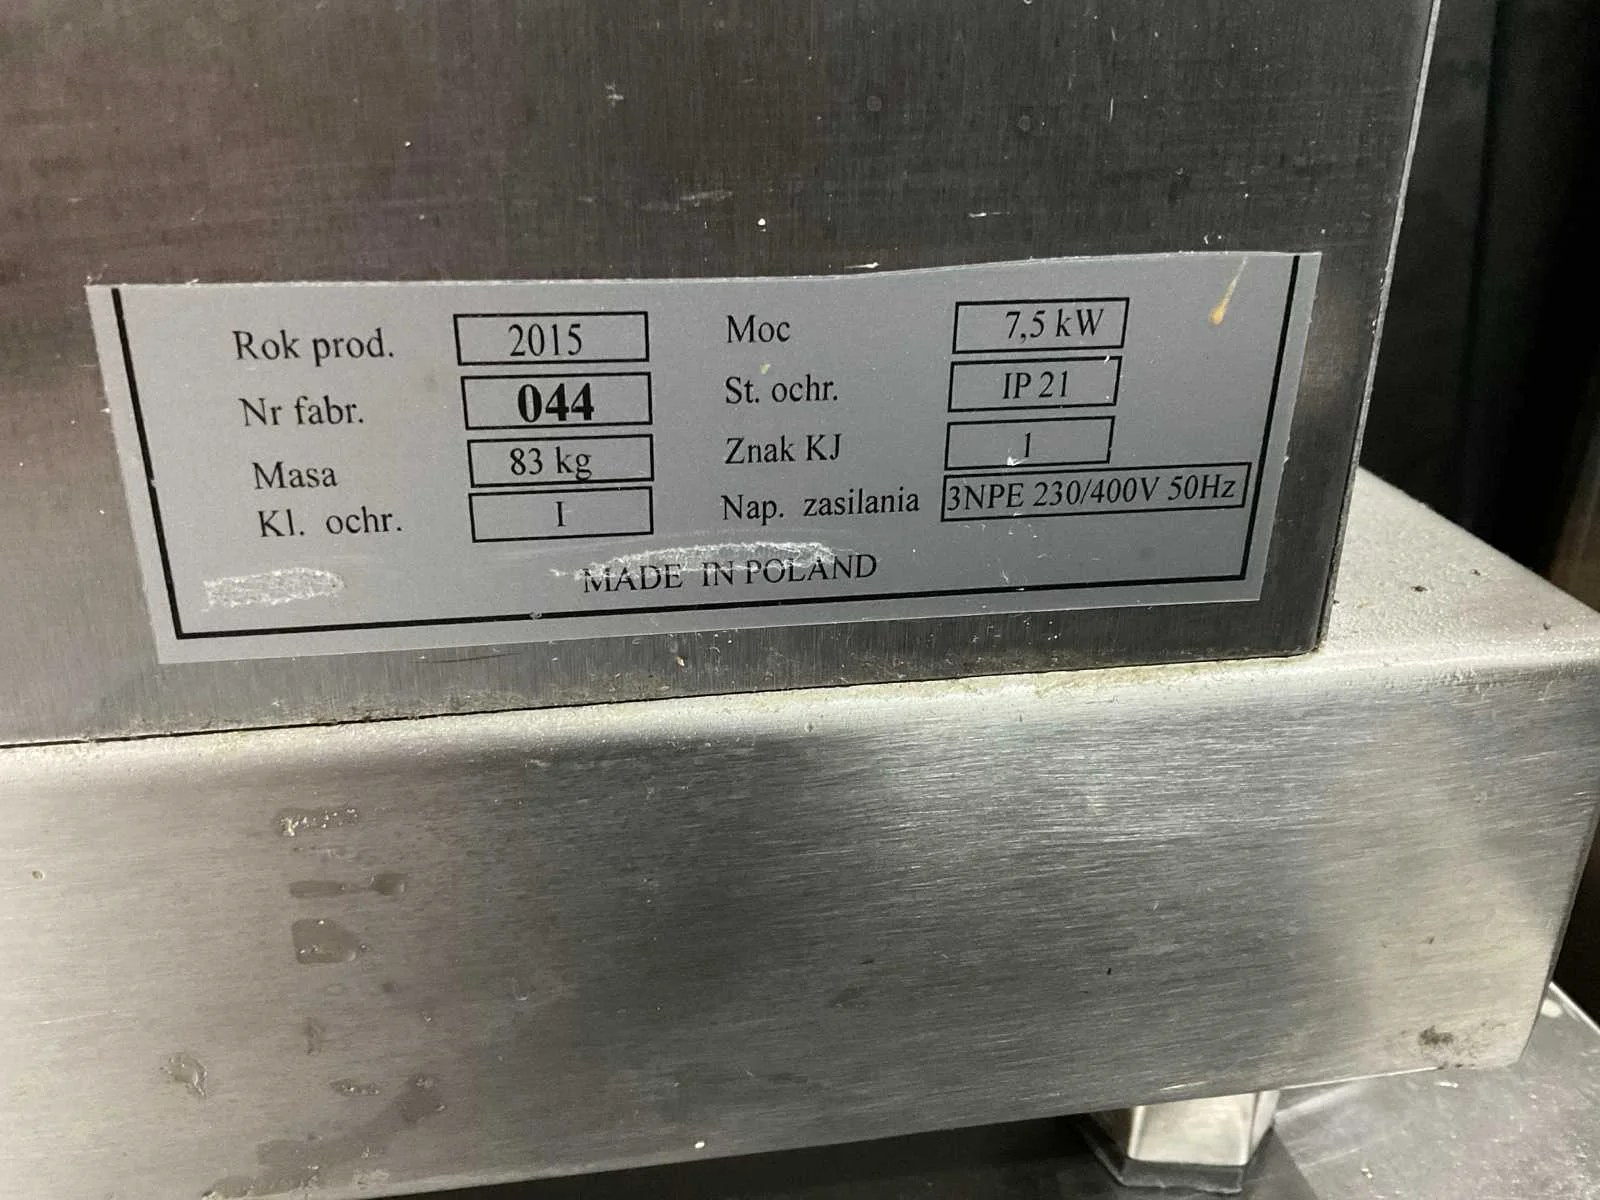 Rok prod. 2015 Moc 7,5 kW
Nr fabr. 044 St. ochr. IP 21
Masa 83 kg Znak KJ 1
Kl. ochr. I Nap. zasilania 3NPE 230/400V 50Hz
MADE IN POLAND